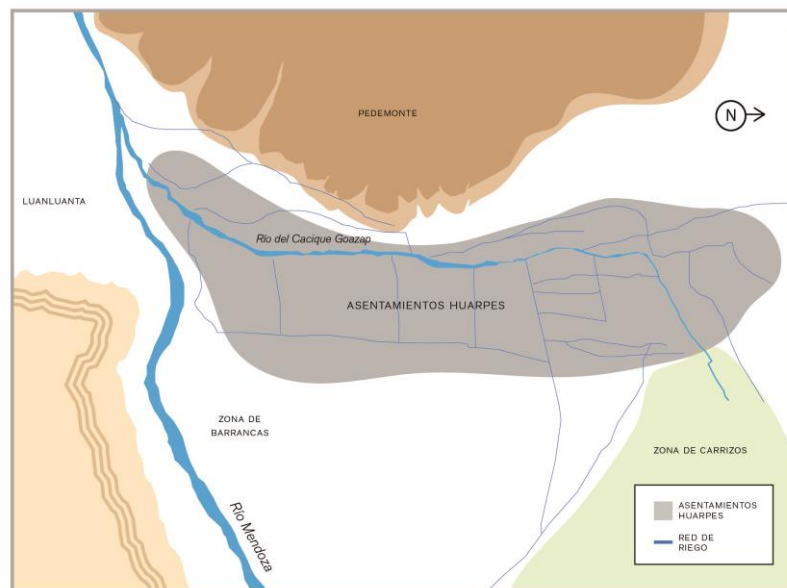 PEDEMONTE
N
LUANLUANTA
Río del Cacique Goazap
ASENTAMIENTOS HUARPES
ZONA DE
BARRANCAS
ZONA DE CARRIZOS
Río Mendoza
ASENTAMIENTOS
HUARPES
RED DE
RIEGO